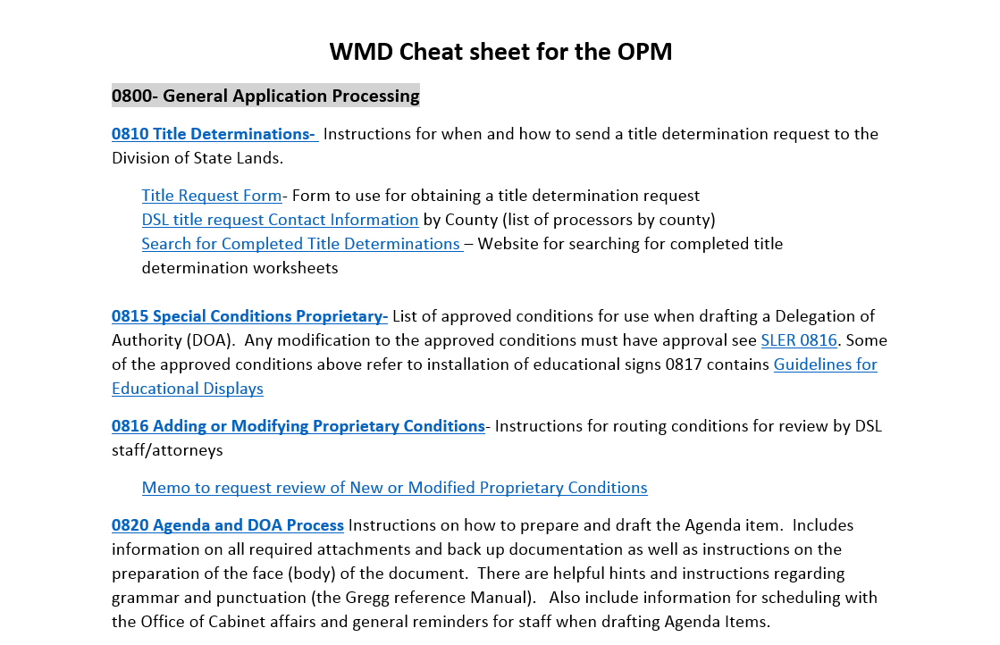 WMD Cheat sheet for the OPM
0800- General Application Processing
0810 Title Determinations-  Instructions for when and how to send a title determination request to the
Division of State Lands.
Title Request Form- Form to use for obtaining a title determination request
DSL title request Contact Information by County (list of processors by county)
Search for Completed Title Determinations – Website for searching for completed title
determination worksheets
0815 Special Conditions Proprietary- List of approved conditions for use when drafting a Delegation of
Authority (DOA).  Any modification to the approved conditions must have approval see SLER 0816. Some
of the approved conditions above refer to installation of educational signs 0817 contains Guidelines for
Educational Displays
0816 Adding or Modifying Proprietary Conditions- Instructions for routing conditions for review by DSL
staff/attorneys
Memo to request review of New or Modified Proprietary Conditions
0820 Agenda and DOA Process Instructions on how to prepare and draft the Agenda item.  Includes
information on all required attachments and back up documentation as well as instructions on the
preparation of the face (body) of the document.  There are helpful hints and instructions regarding
grammar and punctuation (the Gregg reference Manual).   Also include information for scheduling with
the Office of Cabinet affairs and general reminders for staff when drafting Agenda Items.